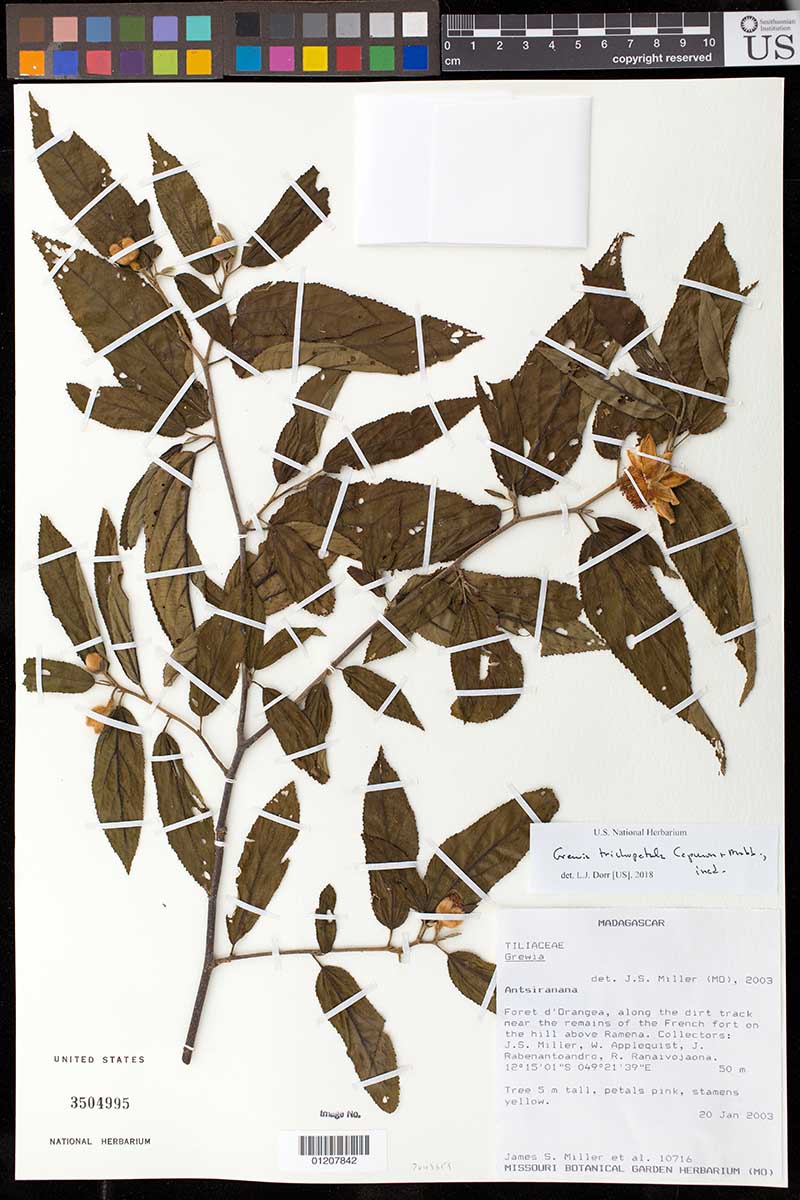 Smithsonian
Institution
US
0 1 2 3 4 5 6 7 8 9 10
cm
copyright reserved
U.S. National Herbarium
Grewia trichopetala Capuron & Mabb.,
ined.
det. L.J. Dorr [US], 2018
MADAGASCAR
TILIACEAE
Grewia
det. J.S. Miller (MO), 2003
Antsiranana
Foret d'Orangea, along the dirt track
near the remains of the French fort on
the hill above Ramena. Collectors:
J.S. Miller, W. Applequist, J.
Rabenantoandro, R. Ranaivojaona.
12°15'01"S 049°21'39"E 50 m
Tree 5 m tall, petals pink, stamens
yellow.
20 Jan 2003
James S. Miller et al. 10716
MISSOURI BOTANICAL GARDEN HERBARIUM (MO)
UNITED STATES
3504995
NATIONAL HERBARIUM
Image No.
01207842